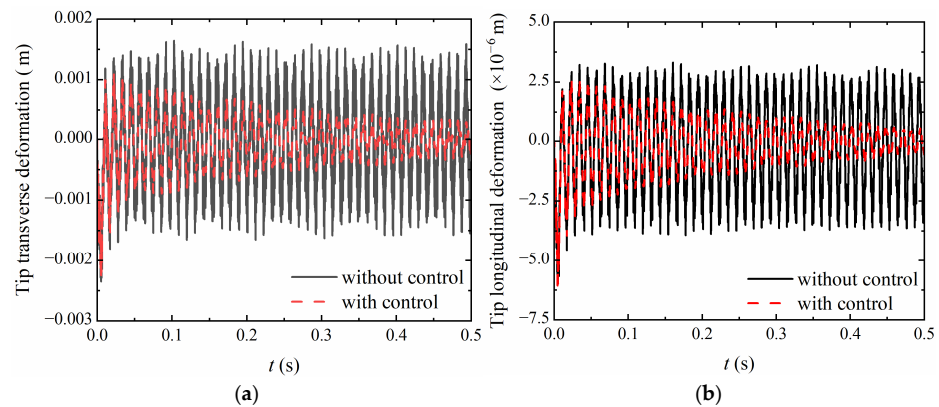 0.002
0.001
0.000
−0.001
−0.002
−0.003
Tip transverse deformation ( m)
without control
with control
0.0 0.1 0.2 0.3 0.4 0.5
t (s)
(a)
5.0
2.5
0.0
−2.5
−5.0
−7.5
Tip longitudinal deformation (×10⁻⁶ m)
without control
with control
0.0 0.1 0.2 0.3 0.4 0.5
t (s)
(b)